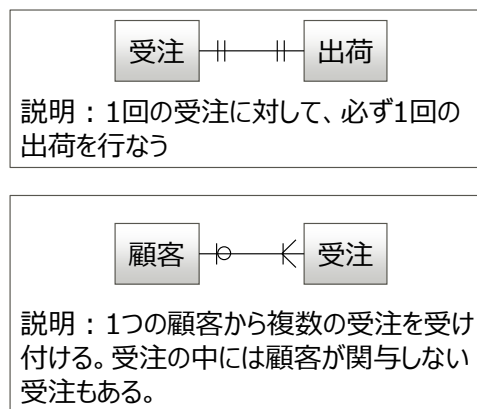 受注 出荷
説明：1回の受注に対して、必ず1回の
出荷を行なう
顧客 受注
説明：1つの顧客から複数の受注を受け
付ける。受注の中には顧客が関与しない
受注もある。